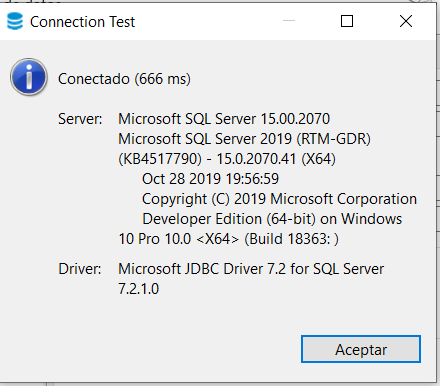 Connection Test
Conectado (666 ms)
Server: Microsoft SQL Server 15.00.2070
Microsoft SQL Server 2019 (RTM-GDR)
(KB4517790) - 15.0.2070.41 (X64)
Oct 28 2019 19:56:59
Copyright (C) 2019 Microsoft Corporation
Developer Edition (64-bit) on Windows
10 Pro 10.0 <X64> (Build 18363: )
Driver: Microsoft JDBC Driver 7.2 for SQL Server
7.2.1.0
Aceptar